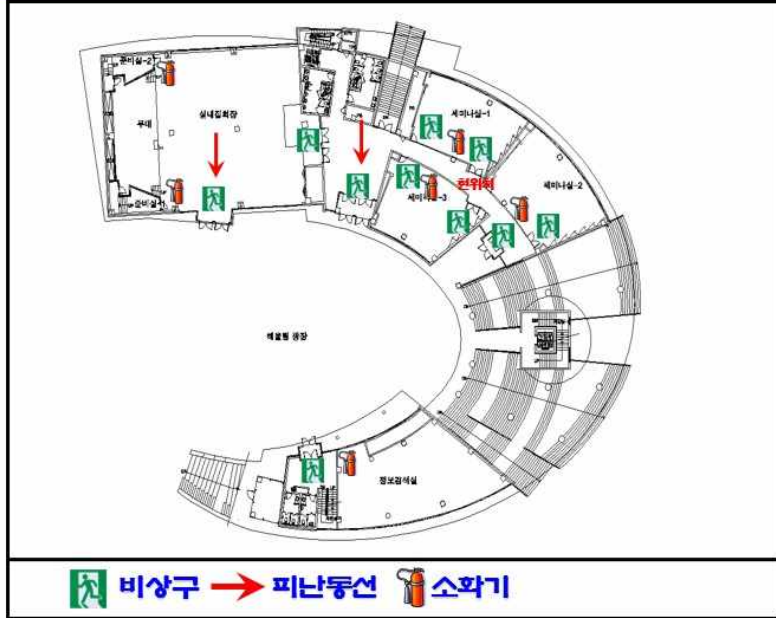 준비실-2
세미나실-1
실내집회장
무대
현위치
세미나실-2
세미나실-3
준비실-1
해오름 광장
정보검색실
비상구 피난동선 소화기